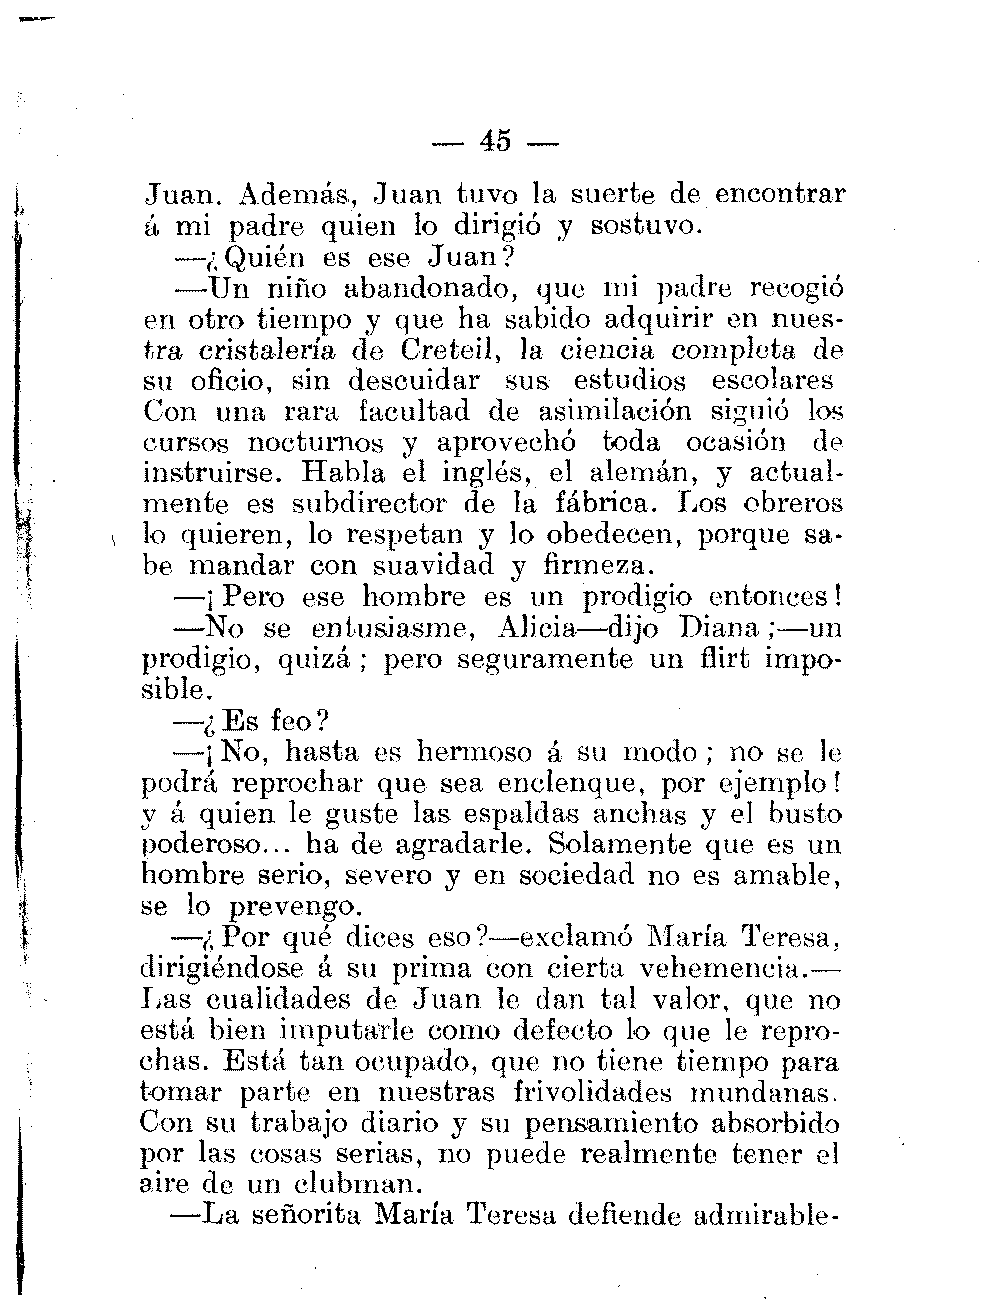 — 45 —
Juan. Además, Juan tuvo la suerte de encontrar
á mi padre quien lo dirigió y sostuvo.
—¿Quién es ese Juan?
—Un niño abandonado, que mi padre recogió
en otro tiempo y que ha sabido adquirir en nues-
tra cristalería de Creteil, la ciencia completa de
su oficio, sin descuidar sus estudios escolares
Con una rara facultad de asimilación siguió los
cursos nocturnos y aprovechó toda ocasión de
instruirse. Habla el inglés, el alemán, y actual-
mente es subdirector de la fábrica. Los obreros
lo quieren, lo respetan y lo obedecen, porque sa-
be mandar con suavidad y firmeza.
—¡Pero ese hombre es un prodigio entonces!
—No se entusiasme, Alicia—dijo Diana;—un
prodigio, quizá; pero seguramente un flirt impo-
sible.
—¿Es feo?
—¡No, hasta es hermoso á su modo; no se le
podrá reprochar que sea enclenque, por ejemplo!
y á quien le guste las espaldas anchas y el busto
poderoso... ha de agradarle. Solamente que es un
hombre serio, severo y en sociedad no es amable,
se lo prevengo.
—¿Por qué dices eso?—exclamó María Teresa,
dirigiéndose á su prima con cierta vehemencia.—
Las cualidades de Juan le dan tal valor, que no
está bien imputarle como defecto lo que le repro-
chas. Está tan ocupado, que no tiene tiempo para
tomar parte en nuestras frivolidades mundanas.
Con su trabajo diario y su pensamiento absorbido
por las cosas serias, no puede realmente tener el
aire de un clubman.
—La señorita María Teresa defiende admirable-